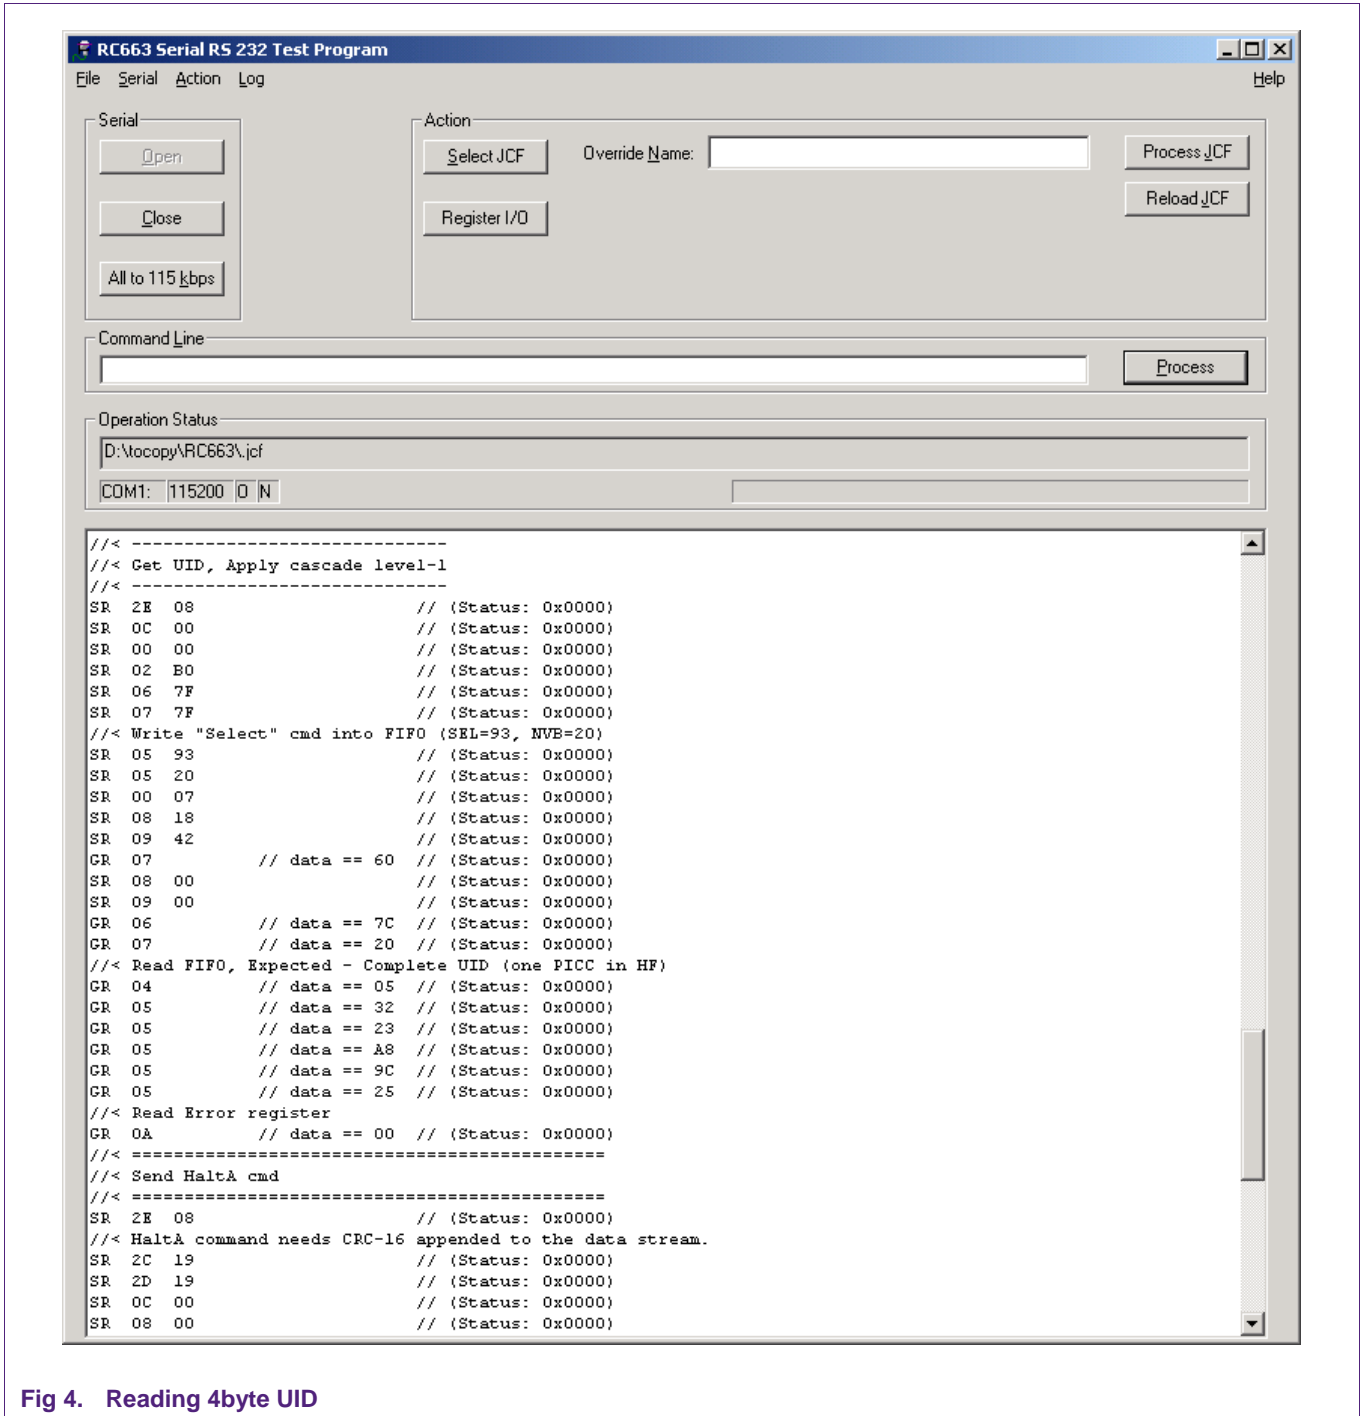 RC663 Serial RS 232 Test Program
File Serial Action Log Help
Serial
Open
Close
All to 115 kbps
Action
Select JCF Override Name: Process JCF
Reload JCF
Register I/O
Command Line
Process
Operation Status
D:\tocopy\RC663\.jcf
COM1: 115200 O N
//< ------------------------------
//< Get UID, Apply cascade level-1
//< ------------------------------
SR 2E 08 // (Status: 0x0000)
SR 0C 00 // (Status: 0x0000)
SR 00 00 // (Status: 0x0000)
SR 02 B0 // (Status: 0x0000)
SR 06 7F // (Status: 0x0000)
SR 07 7F // (Status: 0x0000)
//< Write "Select" cmd into FIFO (SEL=93, NVB=20)
SR 05 93 // (Status: 0x0000)
SR 05 20 // (Status: 0x0000)
SR 00 07 // (Status: 0x0000)
SR 08 18 // (Status: 0x0000)
SR 09 42 // (Status: 0x0000)
GR 07 // data == 60 // (Status: 0x0000)
SR 08 00 // (Status: 0x0000)
SR 09 00 // (Status: 0x0000)
GR 06 // data == 7C // (Status: 0x0000)
GR 07 // data == 20 // (Status: 0x0000)
//< Read FIFO, Expected - Complete UID (one PICC in HF)
GR 04 // data == 05 // (Status: 0x0000)
GR 05 // data == 32 // (Status: 0x0000)
GR 05 // data == 23 // (Status: 0x0000)
GR 05 // data == A8 // (Status: 0x0000)
GR 05 // data == 9C // (Status: 0x0000)
GR 05 // data == 25 // (Status: 0x0000)
//< Read Error register
GR 0A // data == 00 // (Status: 0x0000)
//< =============================================
//< Send HaltA cmd
//< =============================================
SR 2E 08 // (Status: 0x0000)
//< HaltA command needs CRC-16 appended to the data stream.
SR 2C 19 // (Status: 0x0000)
SR 2D 19 // (Status: 0x0000)
SR 0C 00 // (Status: 0x0000)
SR 08 00 // (Status: 0x0000)
Fig 4. Reading 4byte UID